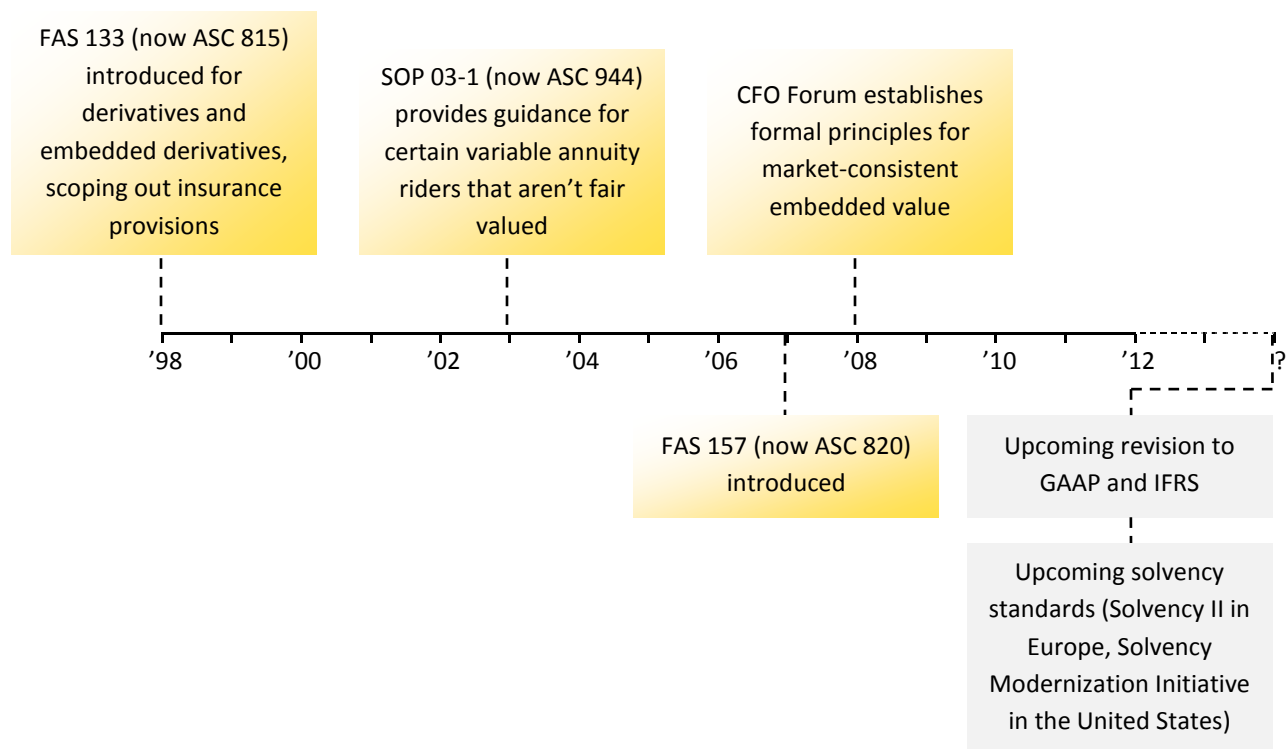 FAS 133 (now ASC 815)
introduced for
derivatives and
embedded derivatives,
scoping out insurance
provisions
SOP 03-1 (now ASC 944)
provides guidance for
certain variable annuity
riders that aren't fair
valued
CFO Forum establishes
formal principles for
market-consistent
embedded value
’98 ’00 ’02 ’04 ’06 ’08 ’10 ’12 ?
FAS 157 (now ASC 820)
introduced
Upcoming revision to
GAAP and IFRS
Upcoming solvency
standards (Solvency II in
Europe, Solvency
Modernization Initiative
in the United States)